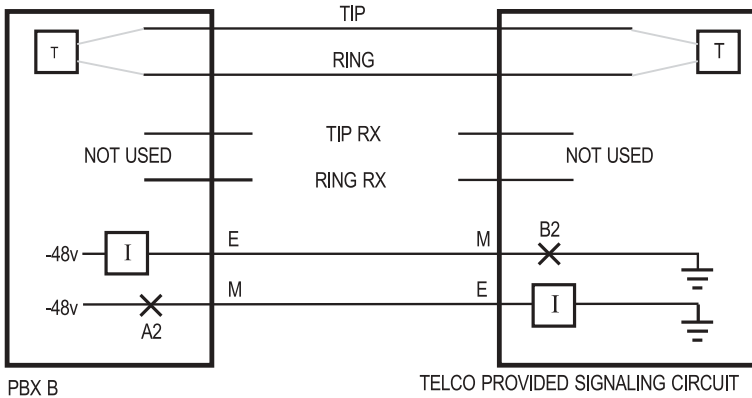 TIP
T
T
RING
TIP RX
NOT USED
NOT USED
RING RX
B2
E
M
-48v
I
M
E
-48v
I
A2
PBX B
TELCO PROVIDED SIGNALING CIRCUIT